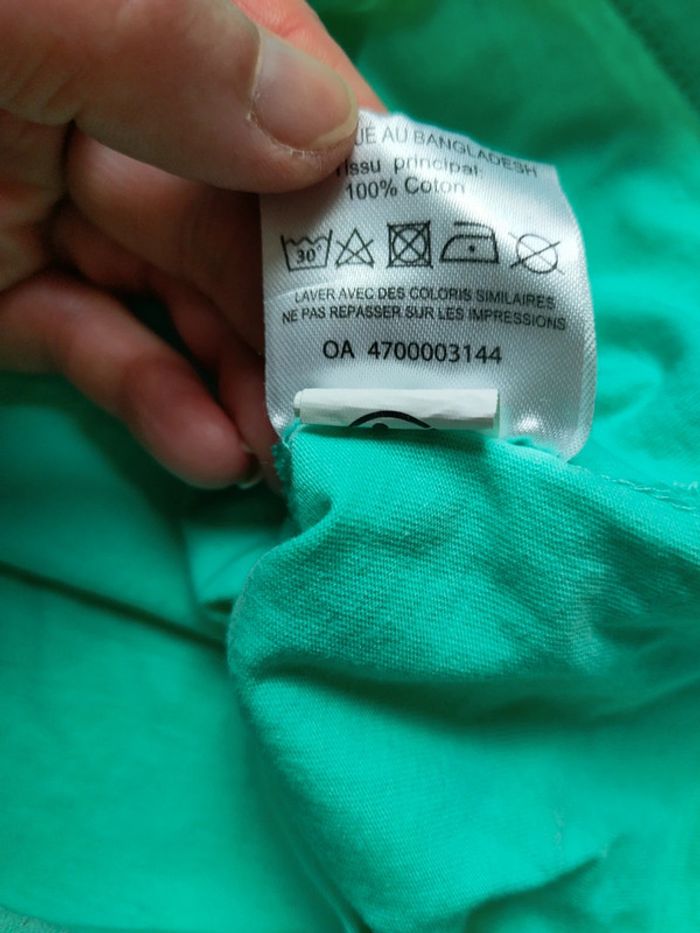 AU BANGLADESH
Tissu principal:
100% Coton
30°
LAVER AVEC DES COLORIS SIMILAIRES
NE PAS REPASSER SUR LES IMPRESSIONS
OA 4700003144